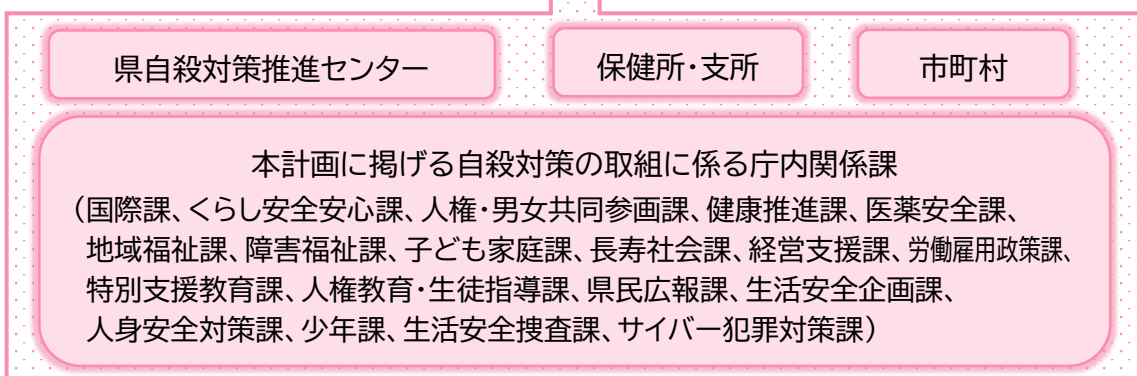 県自殺対策推進センター
保健所・支所
市町村
本計画に掲げる自殺対策の取組に係る庁内関係課
（国際課、くらし安全安心課、人権・男女共同参画課、健康推進課、医薬安全課、
地域福祉課、障害福祉課、子ども家庭課、長寿社会課、経営支援課、労働雇用政策課、
特別支援教育課、人権教育・生徒指導課、県民広報課、生活安全企画課、
人身安全対策課、少年課、生活安全捜査課、サイバー犯罪対策課）